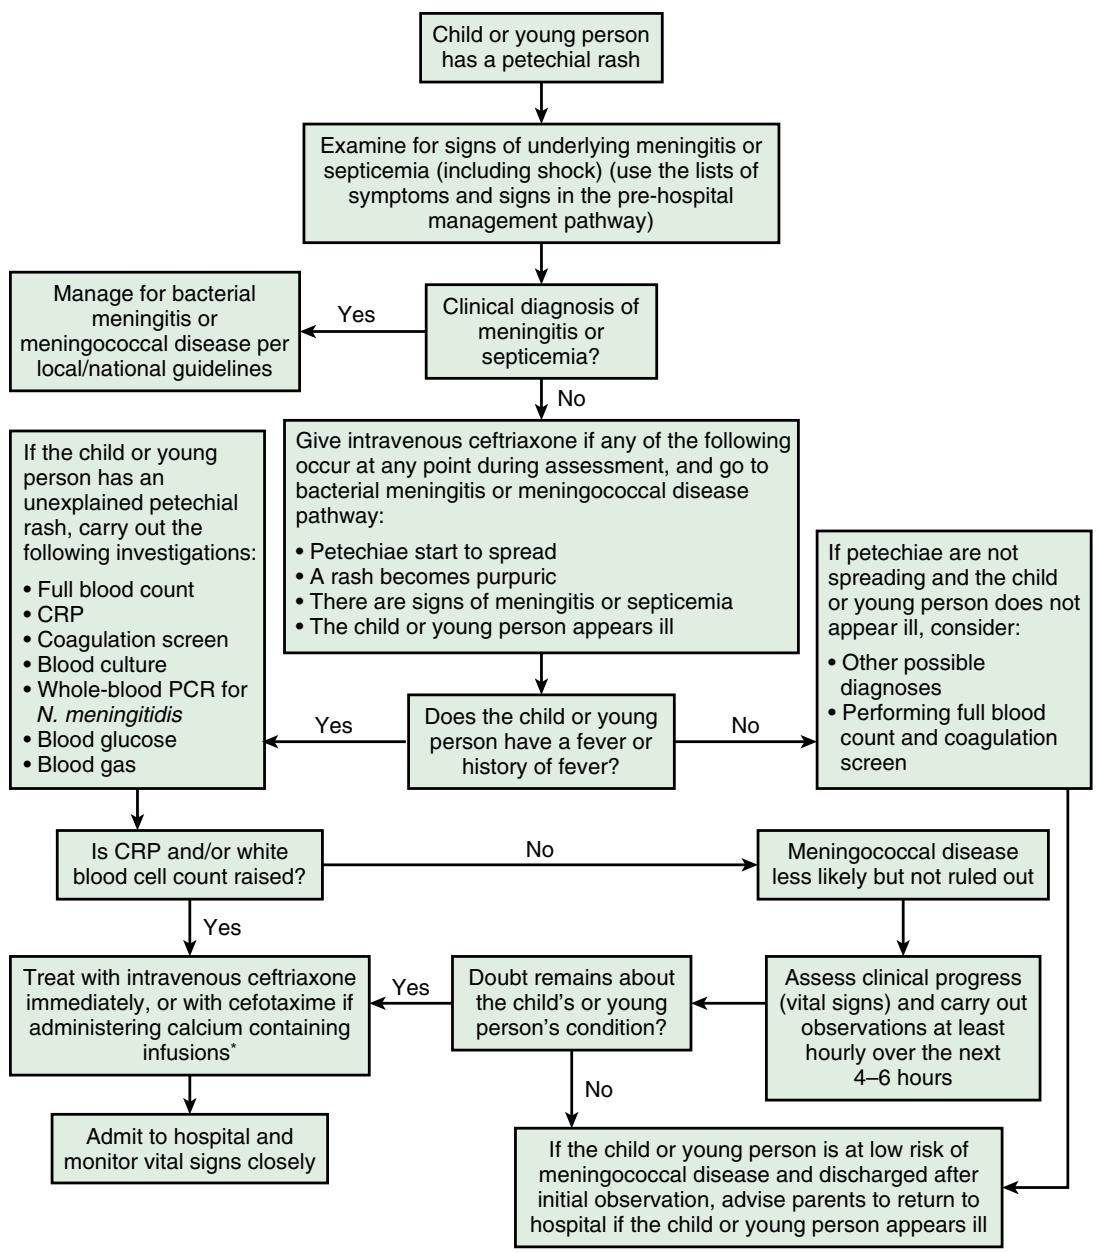 Child or young person
has a petechial rash
Examine for signs of underlying meningitis or
septicemia (including shock) (use the lists of
symptoms and signs in the pre-hospital
management pathway)
Clinical diagnosis of
meningitis or
septicemia?
Yes
Manage for bacterial
meningitis or
meningococcal disease per
local/national guidelines
No
Give intravenous ceftriaxone if any of the following
occur at any point during assessment, and go to
bacterial meningitis or meningococcal disease
pathway:
• Petechiae start to spread
• A rash becomes purpuric
• There are signs of meningitis or septicemia
• The child or young person appears ill
Does the child or young
person have a fever or
history of fever?
Yes
If the child or young
person has an
unexplained petechial
rash, carry out the
following investigations:
• Full blood count
• CRP
• Coagulation screen
• Blood culture
• Whole-blood PCR for
N. meningitidis
• Blood glucose
• Blood gas
No
If petechiae are not
spreading and the child
or young person does not
appear ill, consider:
• Other possible
diagnoses
• Performing full blood
count and coagulation
screen
Is CRP and/or white
blood cell count raised?
No
Meningococcal disease
less likely but not ruled out
Yes
Treat with intravenous ceftriaxone
immediately, or with cefotaxime if
administering calcium containing
infusions*
Yes
Doubt remains about
the child's or young
person's condition?
Assess clinical progress
(vital signs) and carry out
observations at least
hourly over the next
4–6 hours
No
Admit to hospital and
monitor vital signs closely
If the child or young person is at low risk of
meningococcal disease and discharged after
initial observation, advise parents to return to
hospital if the child or young person appears ill